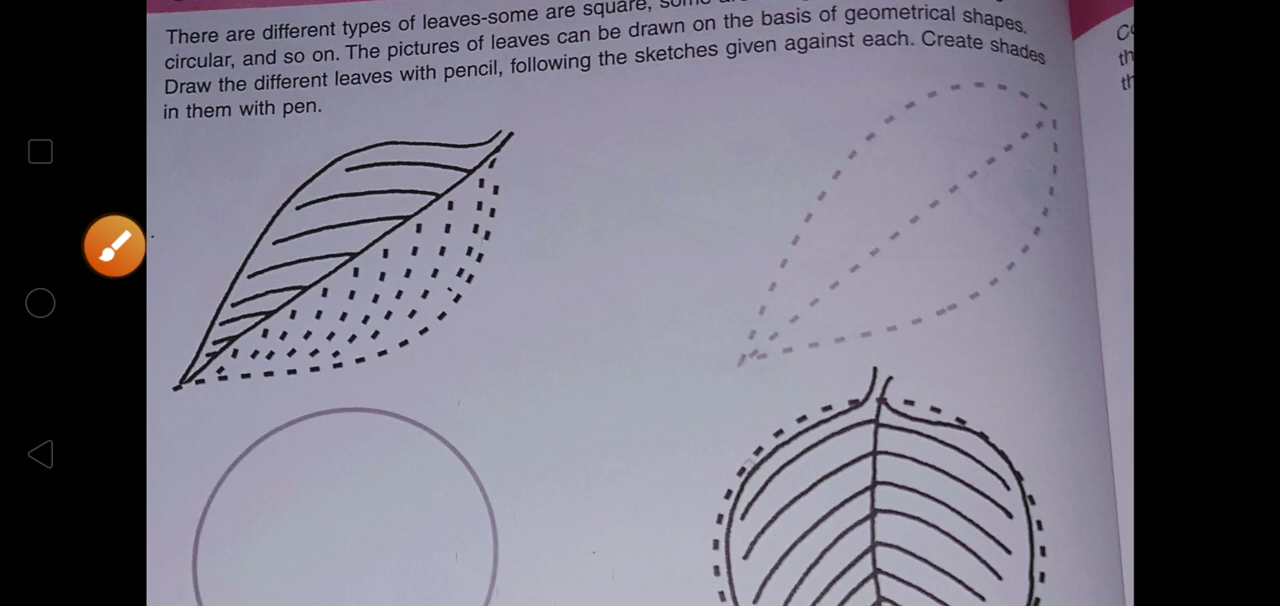 There are different types of leaves-some are square,
circular, and so on. The pictures of leaves can be drawn on the basis of geometrical shapes.
Draw the different leaves with pencil, following the sketches given against each. Create shades
in them with pen.
th
th